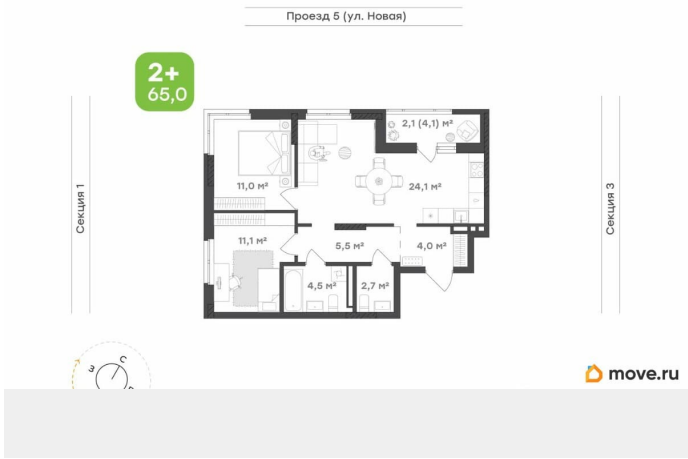 Проезд 5 (ул. Новая)
2+
65,0
2,1 (4,1) м²
11,0 м²
24,1 м²
Секция 1
Секция 3
11,1 м²
5,5 м²
4,0 м²
4,5 м²
2,7 м²
С
З
move.ru